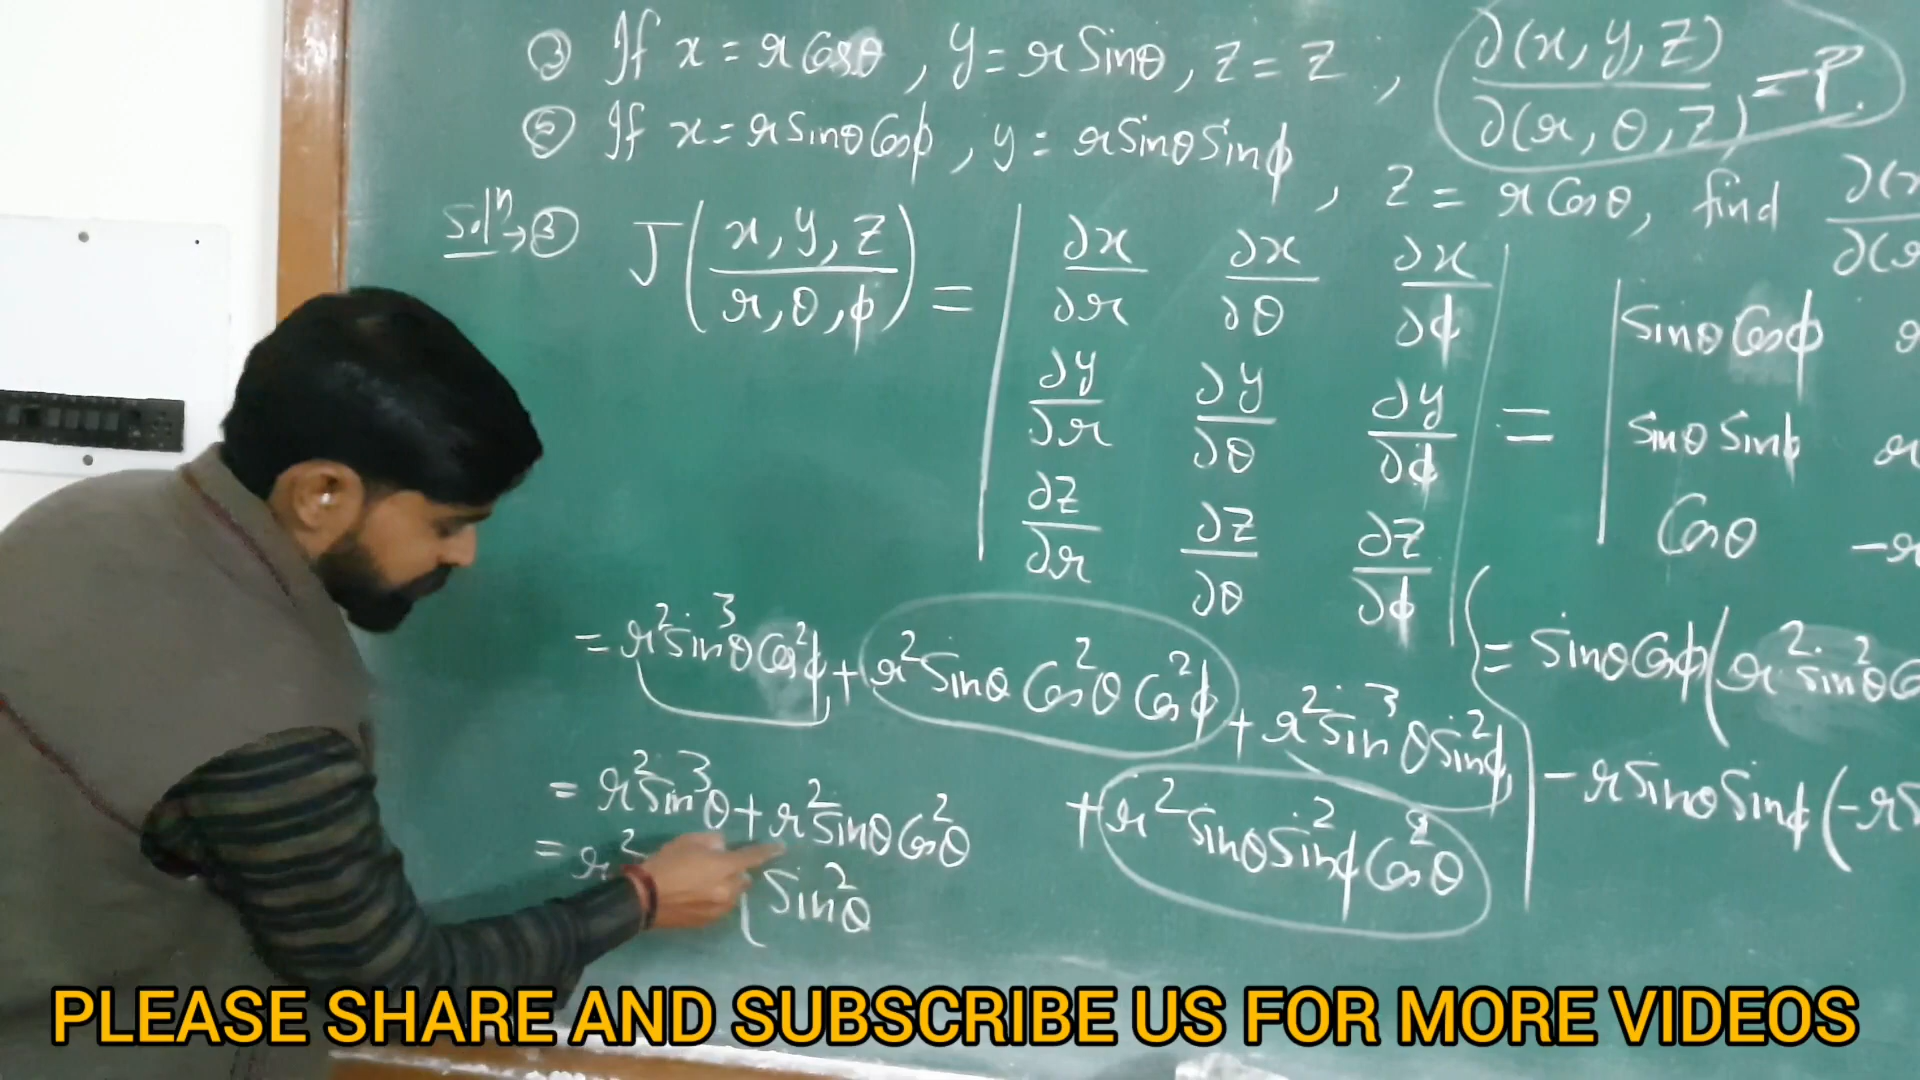 ③ If x = r Cosθ, y = r Sinθ, z = z, ∂(x, y, z)/∂(r, θ, z) = P.
⑤ If x = r Sinθ Cosϕ, y = r Sinθ Sinϕ, z = r Cosθ, find ∂(x
∂(r
Solⁿ → ③ J(x, y, z / r, θ, ϕ) = | ∂x/∂r ∂x/∂θ ∂x/∂ϕ
∂y/∂r ∂y/∂θ ∂y/∂ϕ
∂z/∂r ∂z/∂θ ∂z/∂ϕ | = | Sinθ Cosϕ r
Sinθ Sinϕ r
Cosθ -r
= Sinθ Cosϕ (r² Sin²θ C
- r Sinθ Sinϕ (-r S
= r² Sin³θ Cos²ϕ + r² Sinθ Cos²θ Cos²ϕ + r² Sin³θ Sin²ϕ
+ r² Sinθ Sin²ϕ Cos²θ
= r² Sin³θ + r² Sinθ Cos²θ
= r² ( Sin²θ
PLEASE SHARE AND SUBSCRIBE US FOR MORE VIDEOS